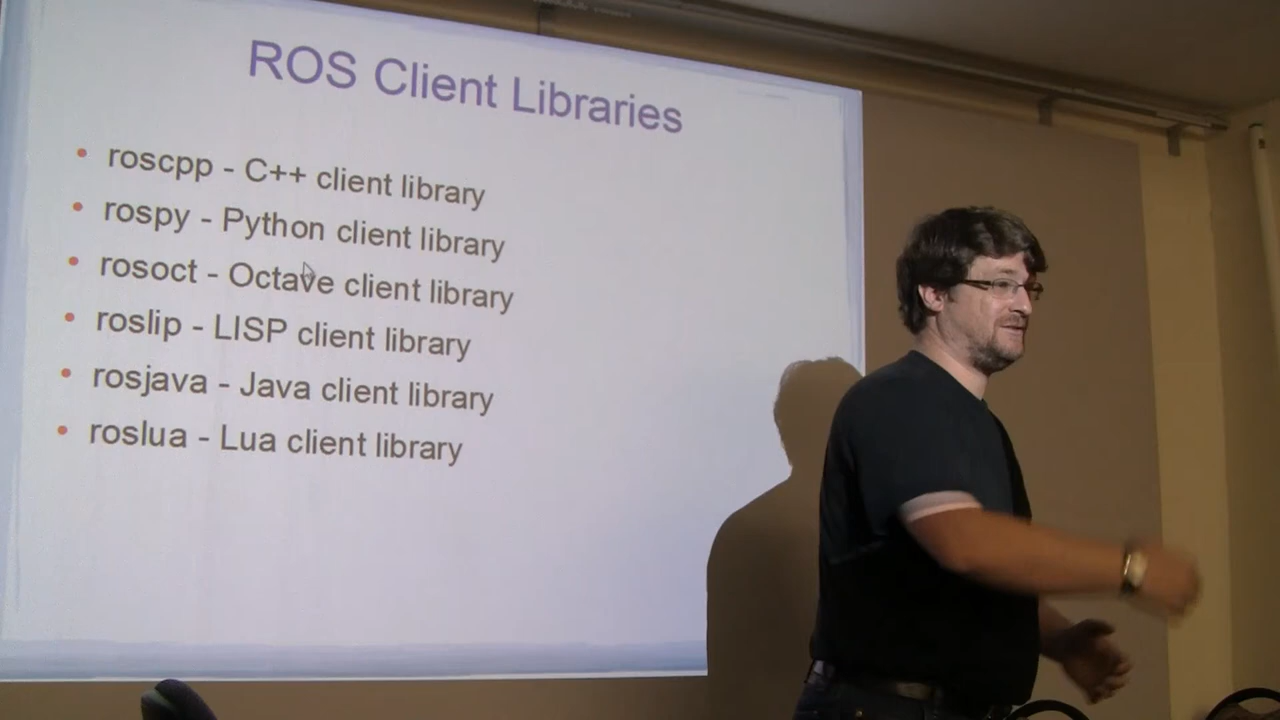 ROS Client Libraries
• roscpp - C++ client library
• rospy - Python client library
• rosoct - Octave client library
• roslip - LISP client library
• rosjava - Java client library
• roslua - Lua client library